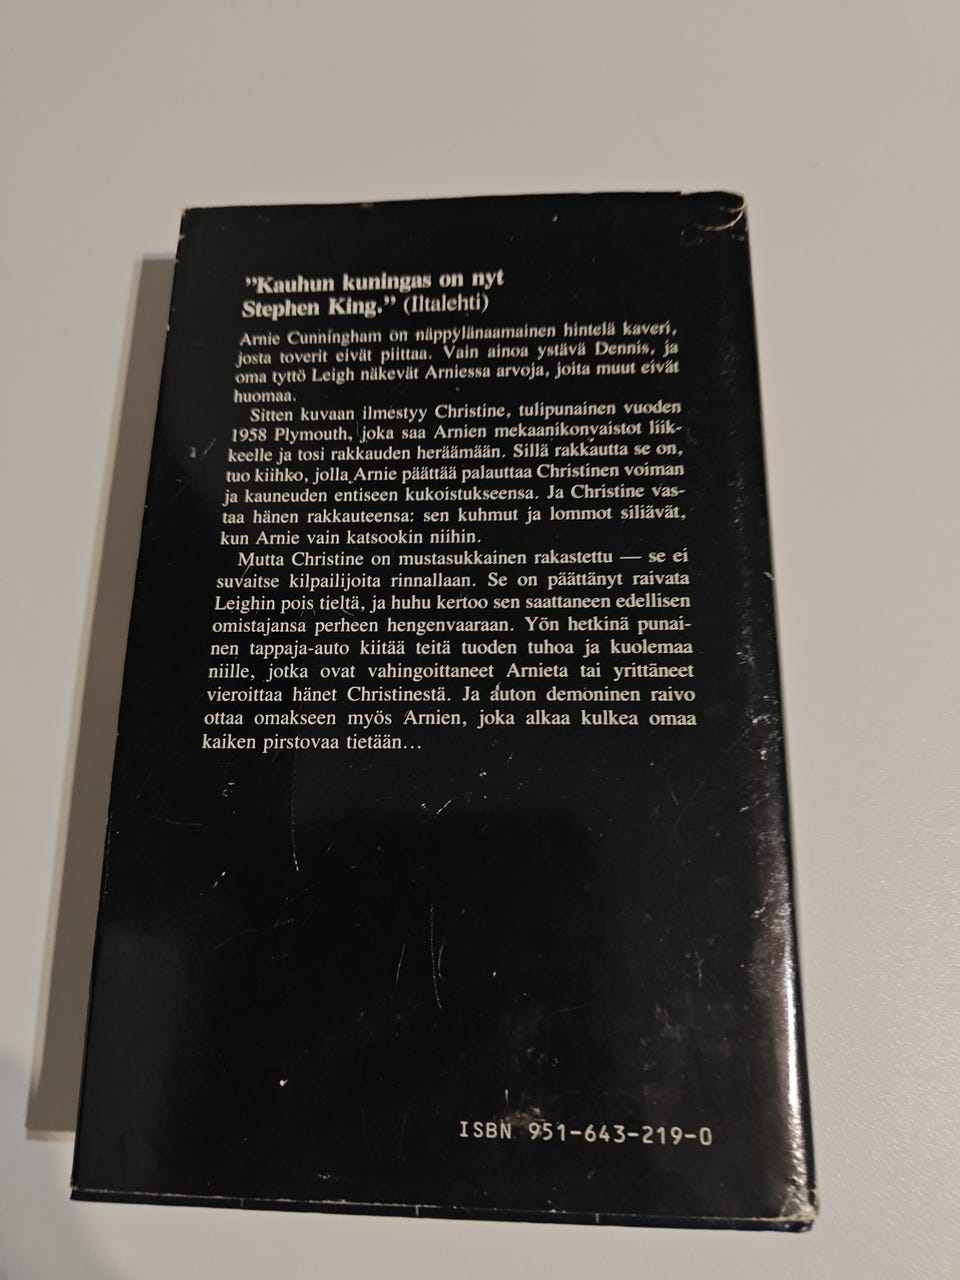 ”Kauhun kuningas on nyt
Stephen King.” (Iltalehti)
Arnie Cunningham on näppylänaamainen hintelä kaveri,
josta toverit eivät piittaa. Vain ainoa ystävä Dennis, ja
oma tyttö Leigh näkevät Arniessa arvoja, joita muut eivät
huomaa.
Sitten kuvaan ilmestyy Christine, tulipunainen vuoden
1958 Plymouth, joka saa Arnien mekaanikonvaistot liik-
keelle ja tosi rakkauden heräämään. Sillä rakkautta se on,
tuo kiihko, jolla Arnie päättää palauttaa Christinen voiman
ja kauneuden entiseen kukoistukseensa. Ja Christine vas-
taa hänen rakkauteensa: sen kuhmut ja lommot siliävät,
kun Arnie vain katsookin niihin.
Mutta Christine on mustasukkainen rakastettu — se ei
suvaitse kilpailijoita rinnallaan. Se on päättänyt raivata
Leighin pois tieltä, ja huhu kertoo sen saattaneen edellisen
omistajansa perheen hengenvaaraan. Yön hetkinä punai-
nen tappaja-auto kiitää teitä tuoden tuhoa ja kuolemaa
niille, jotka ovat vahingoittaneet Arnieta tai yrittäneet
vieroittaa hänet Christinestä. Ja auton demoninen raivo
ottaa omakseen myös Arnien, joka alkaa kulkea omaa
kaiken pirstovaa tietään...
ISBN 951-643-219-0